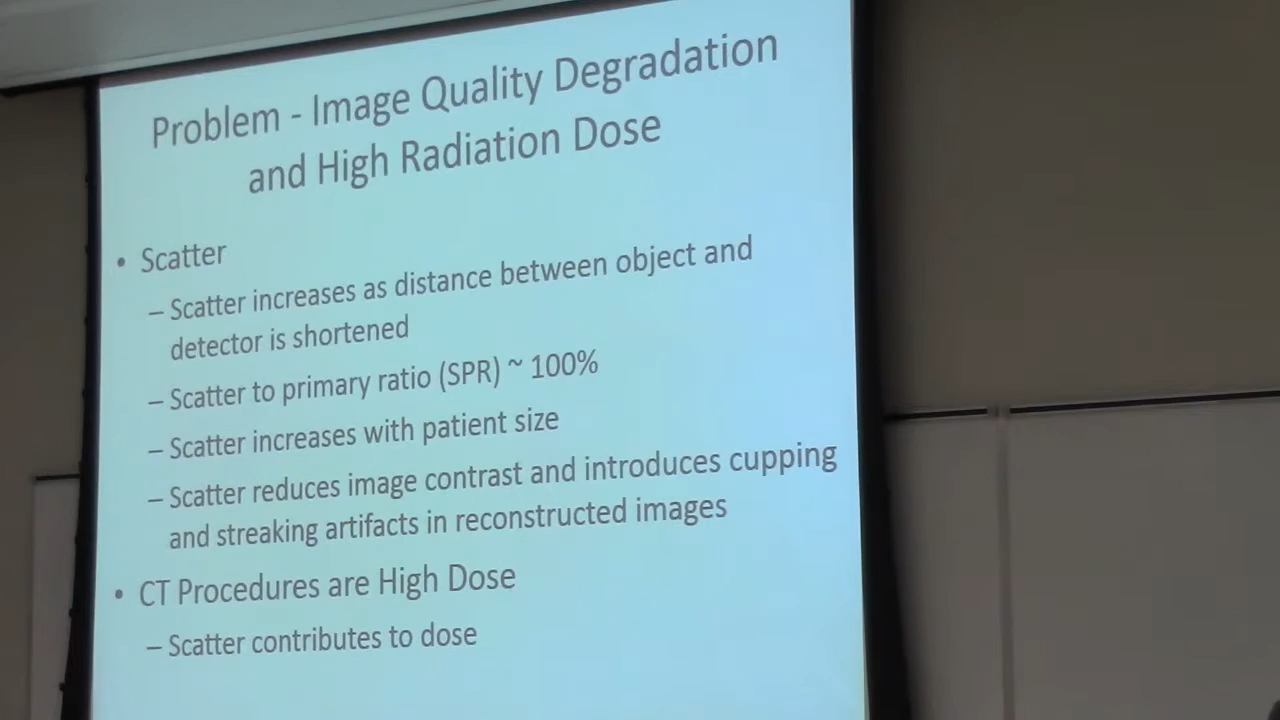 Problem - Image Quality Degradation
and High Radiation Dose
• Scatter
– Scatter increases as distance between object and
detector is shortened
– Scatter to primary ratio (SPR) ~ 100%
– Scatter increases with patient size
– Scatter reduces image contrast and introduces cupping
and streaking artifacts in reconstructed images
• CT Procedures are High Dose
– Scatter contributes to dose